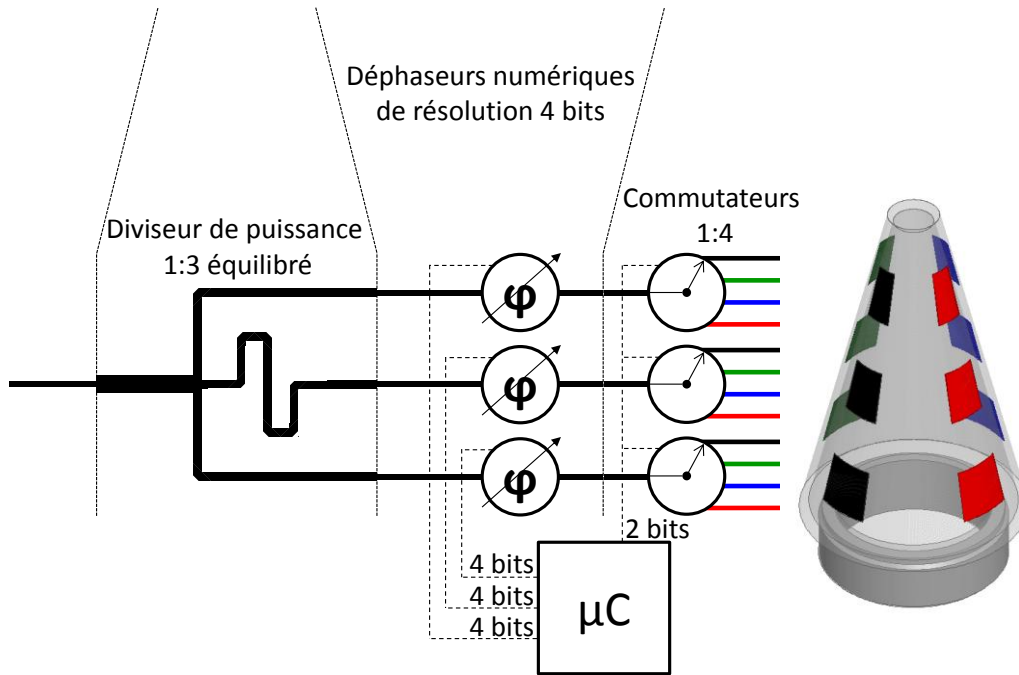 Déphaseurs numériques
de résolution 4 bits
Diviseur de puissance
1:3 équilibré
Commutateurs
1:4
φ
φ
φ
2 bits
4 bits
4 bits
4 bits
µC